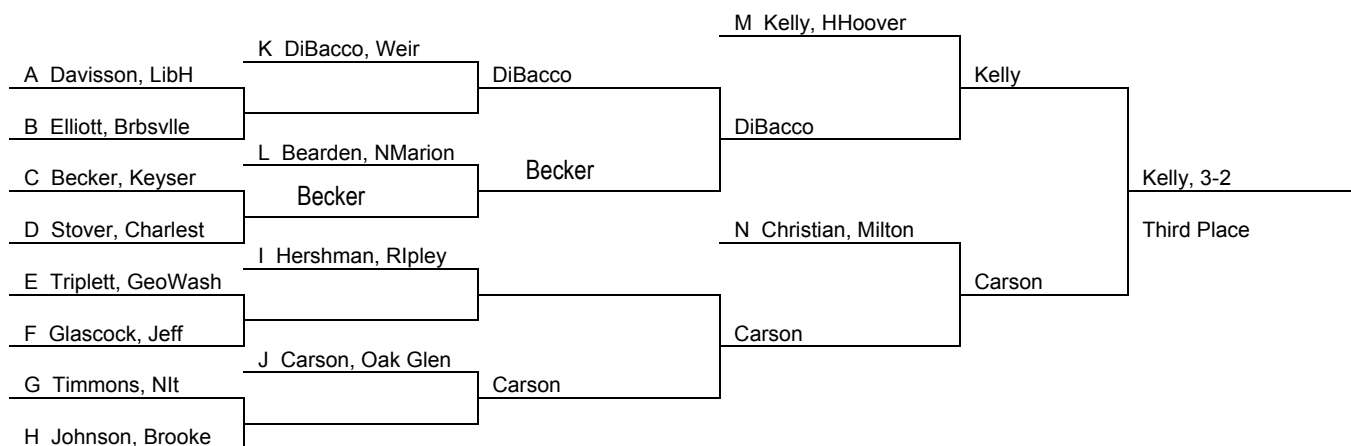 M Kelly, HHoover
K DiBacco, Weir
A Davisson, LibH
DiBacco
Kelly
B Elliott, Brbsvlle
DiBacco
L Bearden, NMarion
C Becker, Keyser
Becker
Kelly, 3-2
Becker
D Stover, Charlest
N Christian, Milton
Third Place
I Hershman, RIpley
E Triplett, GeoWash
Carson
F Glascock, Jeff
Carson
J Carson, Oak Glen
G Timmons, NIt
Carson
H Johnson, Brooke